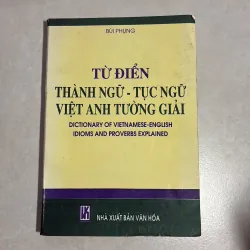 BÙI PHỤNG
TỪ ĐIỂN
THÀNH NGỮ - TỤC NGỮ
VIỆT ANH TƯỜNG GIẢI
DICTIONARY OF VIETNAMESE-ENGLISH
IDIOMS AND PROVERBS EXPLAINED
NHÀ XUẤT BẢN VĂN HÓA